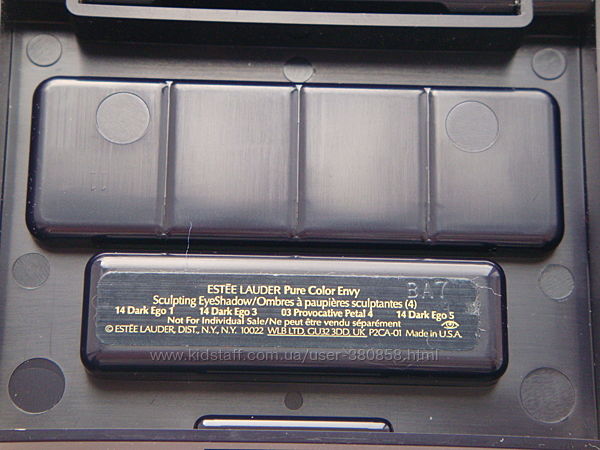 ESTÉE LAUDER Pure Color Envy
BA7
Sculpting EyeShadow/Ombres à paupières sculptantes (4)
14 Dark Ego 1 14 Dark Ego 3 03 Provocative Petal 4 14 Dark Ego 5
Not For Individual Sale/Ne peut être vendu séparément
© ESTÉE LAUDER, DIST., N.Y., N.Y. 10022 WLB LTD, GU32 3DD, UK P2CA-01 Made in U.S.A.
www.kidstaff.com.ua/user-380858.html